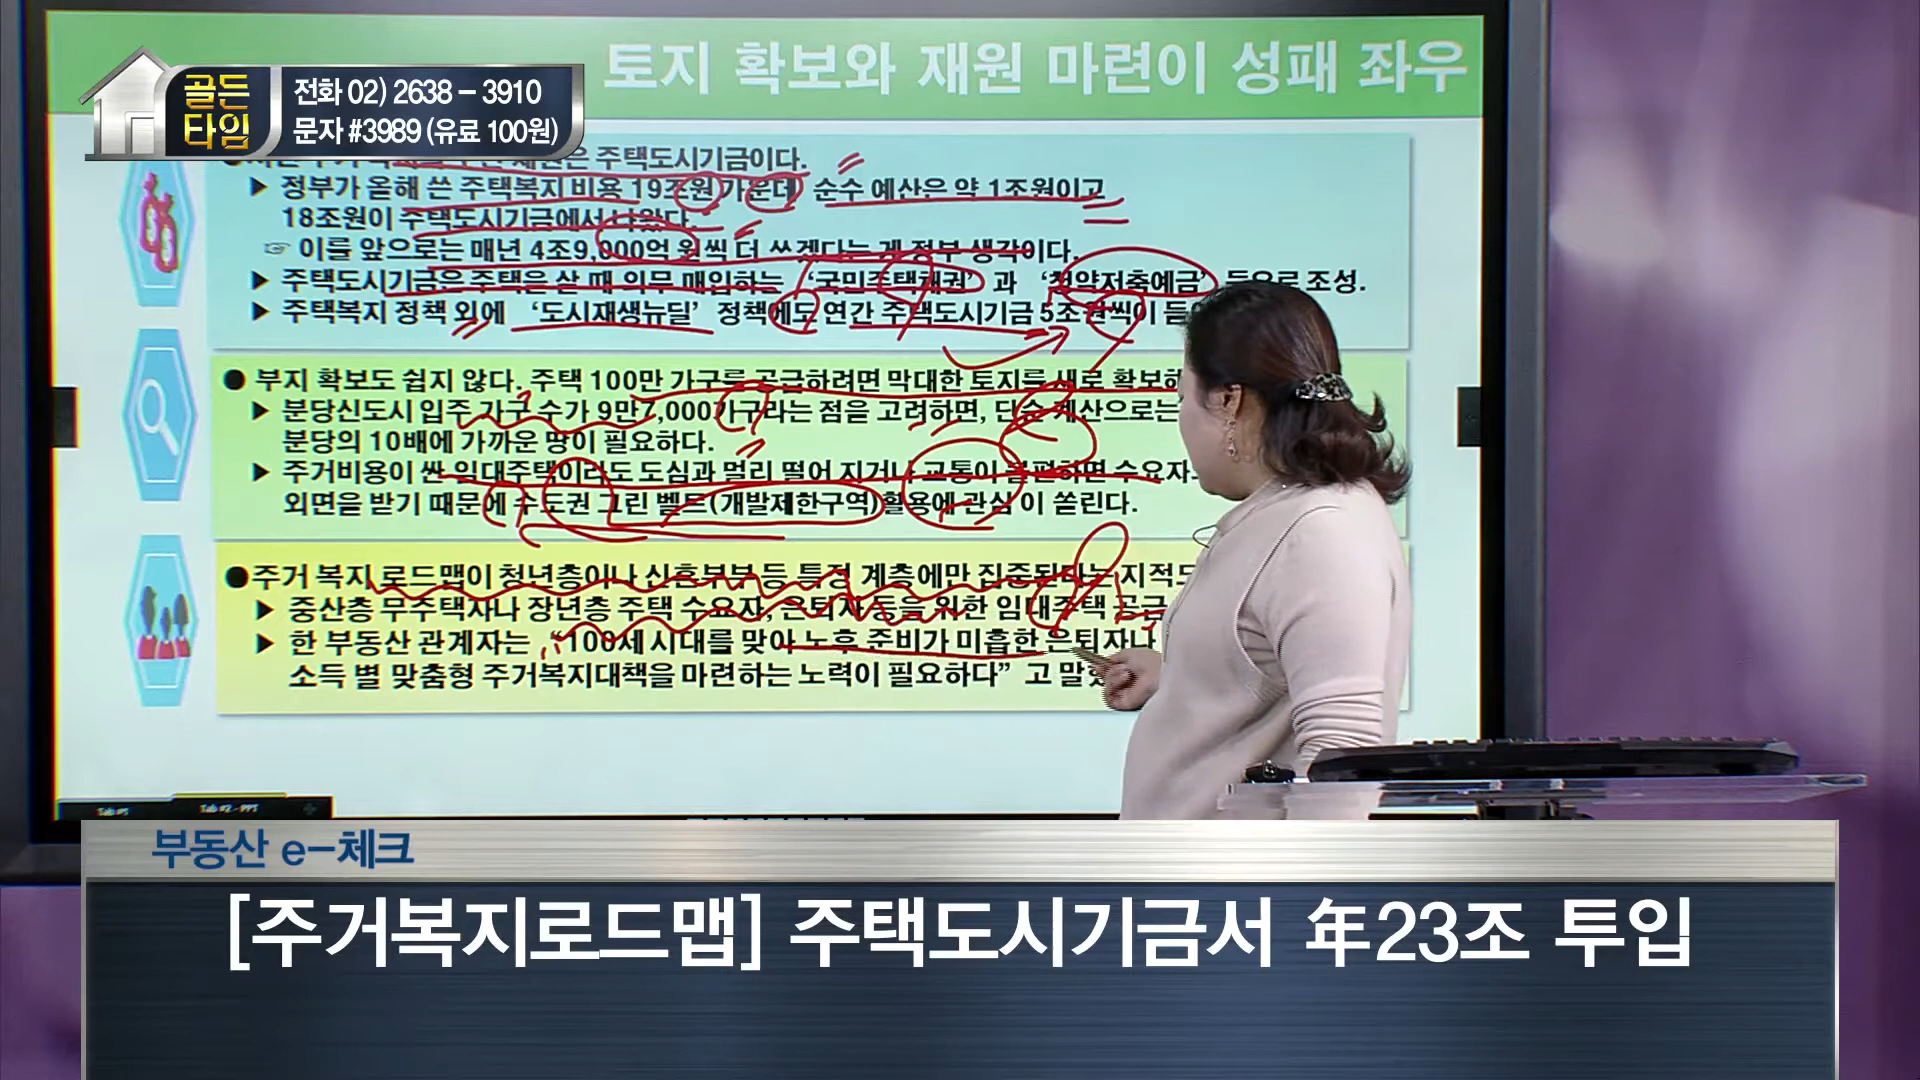 토지 확보와 재원 마련이 성패 좌우
골든
타임
전화 02) 2638 - 3910
문자 #3989 (유료 100원)
재원은 주택도시기금이다.
▶ 정부가 올해 쓴 주택복지 비용 19조원 가운데 순수 예산은 약 1조원이고
18조원이 주택도시기금에서 나왔다.
☞ 이를 앞으로는 매년 4조9,000억 원씩 더 쓰겠다는 게 정부 생각이다.
▶ 주택도시기금은 주택은 살 때 의무 매입하는 '국민주택채권' 과 '청약저축예금' 등으로 조성.
▶ 주택복지 정책 외에 '도시재생뉴딜' 정책에도 연간 주택도시기금 5조원씩이 들어
● 부지 확보도 쉽지 않다. 주택 100만 가구를 공급하려면 막대한 토지를 새로 확보해
▶ 분당신도시 입주 가구 수가 9만7,000가구라는 점을 고려하면, 단순 계산으로는
분당의 10배에 가까운 땅이 필요하다.
▶ 주거비용이 싼 임대주택이라도 도심과 멀리 떨어 지거나 교통이 불편하면 수요자
외면을 받기 때문에 수도권 그린 벨트(개발제한구역)활용에 관심 이 쏠린다.
●주거 복지 로드맵이 청년층이나 신혼부부 등 특정 계층에만 집중된다는 지적도
▶ 중산층 무주택자나 장년층 주택 수요자, 은퇴자 등을 위한 임대주택 공급
▶ 한 부동산 관계자는, "100세 시대를 맞아 노후 준비가 미흡한 은퇴자나
소득 별 맞춤형 주거복지대책을 마련하는 노력이 필요하다" 고 말했
Tab #1 Tab #2 - PPT
부동산 e-체크
[주거복지로드맵] 주택도시기금서 年23조 투입